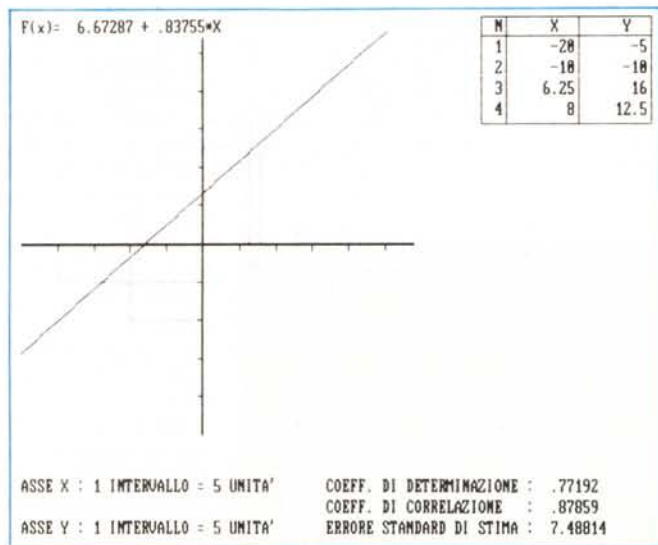 F(x)= 6.67287 + .83755*X
N X Y
1 -20 -5
2 -10 -10
3 6.25 16
4 8 12.5
ASSE X : 1 INTERVALLO = 5 UNITA'
COEFF. DI DETERMINAZIONE : .77192
COEFF. DI CORRELAZIONE : .87859
ASSE Y : 1 INTERVALLO = 5 UNITA'
ERRORE STANDARD DI STIMA : 7.48814